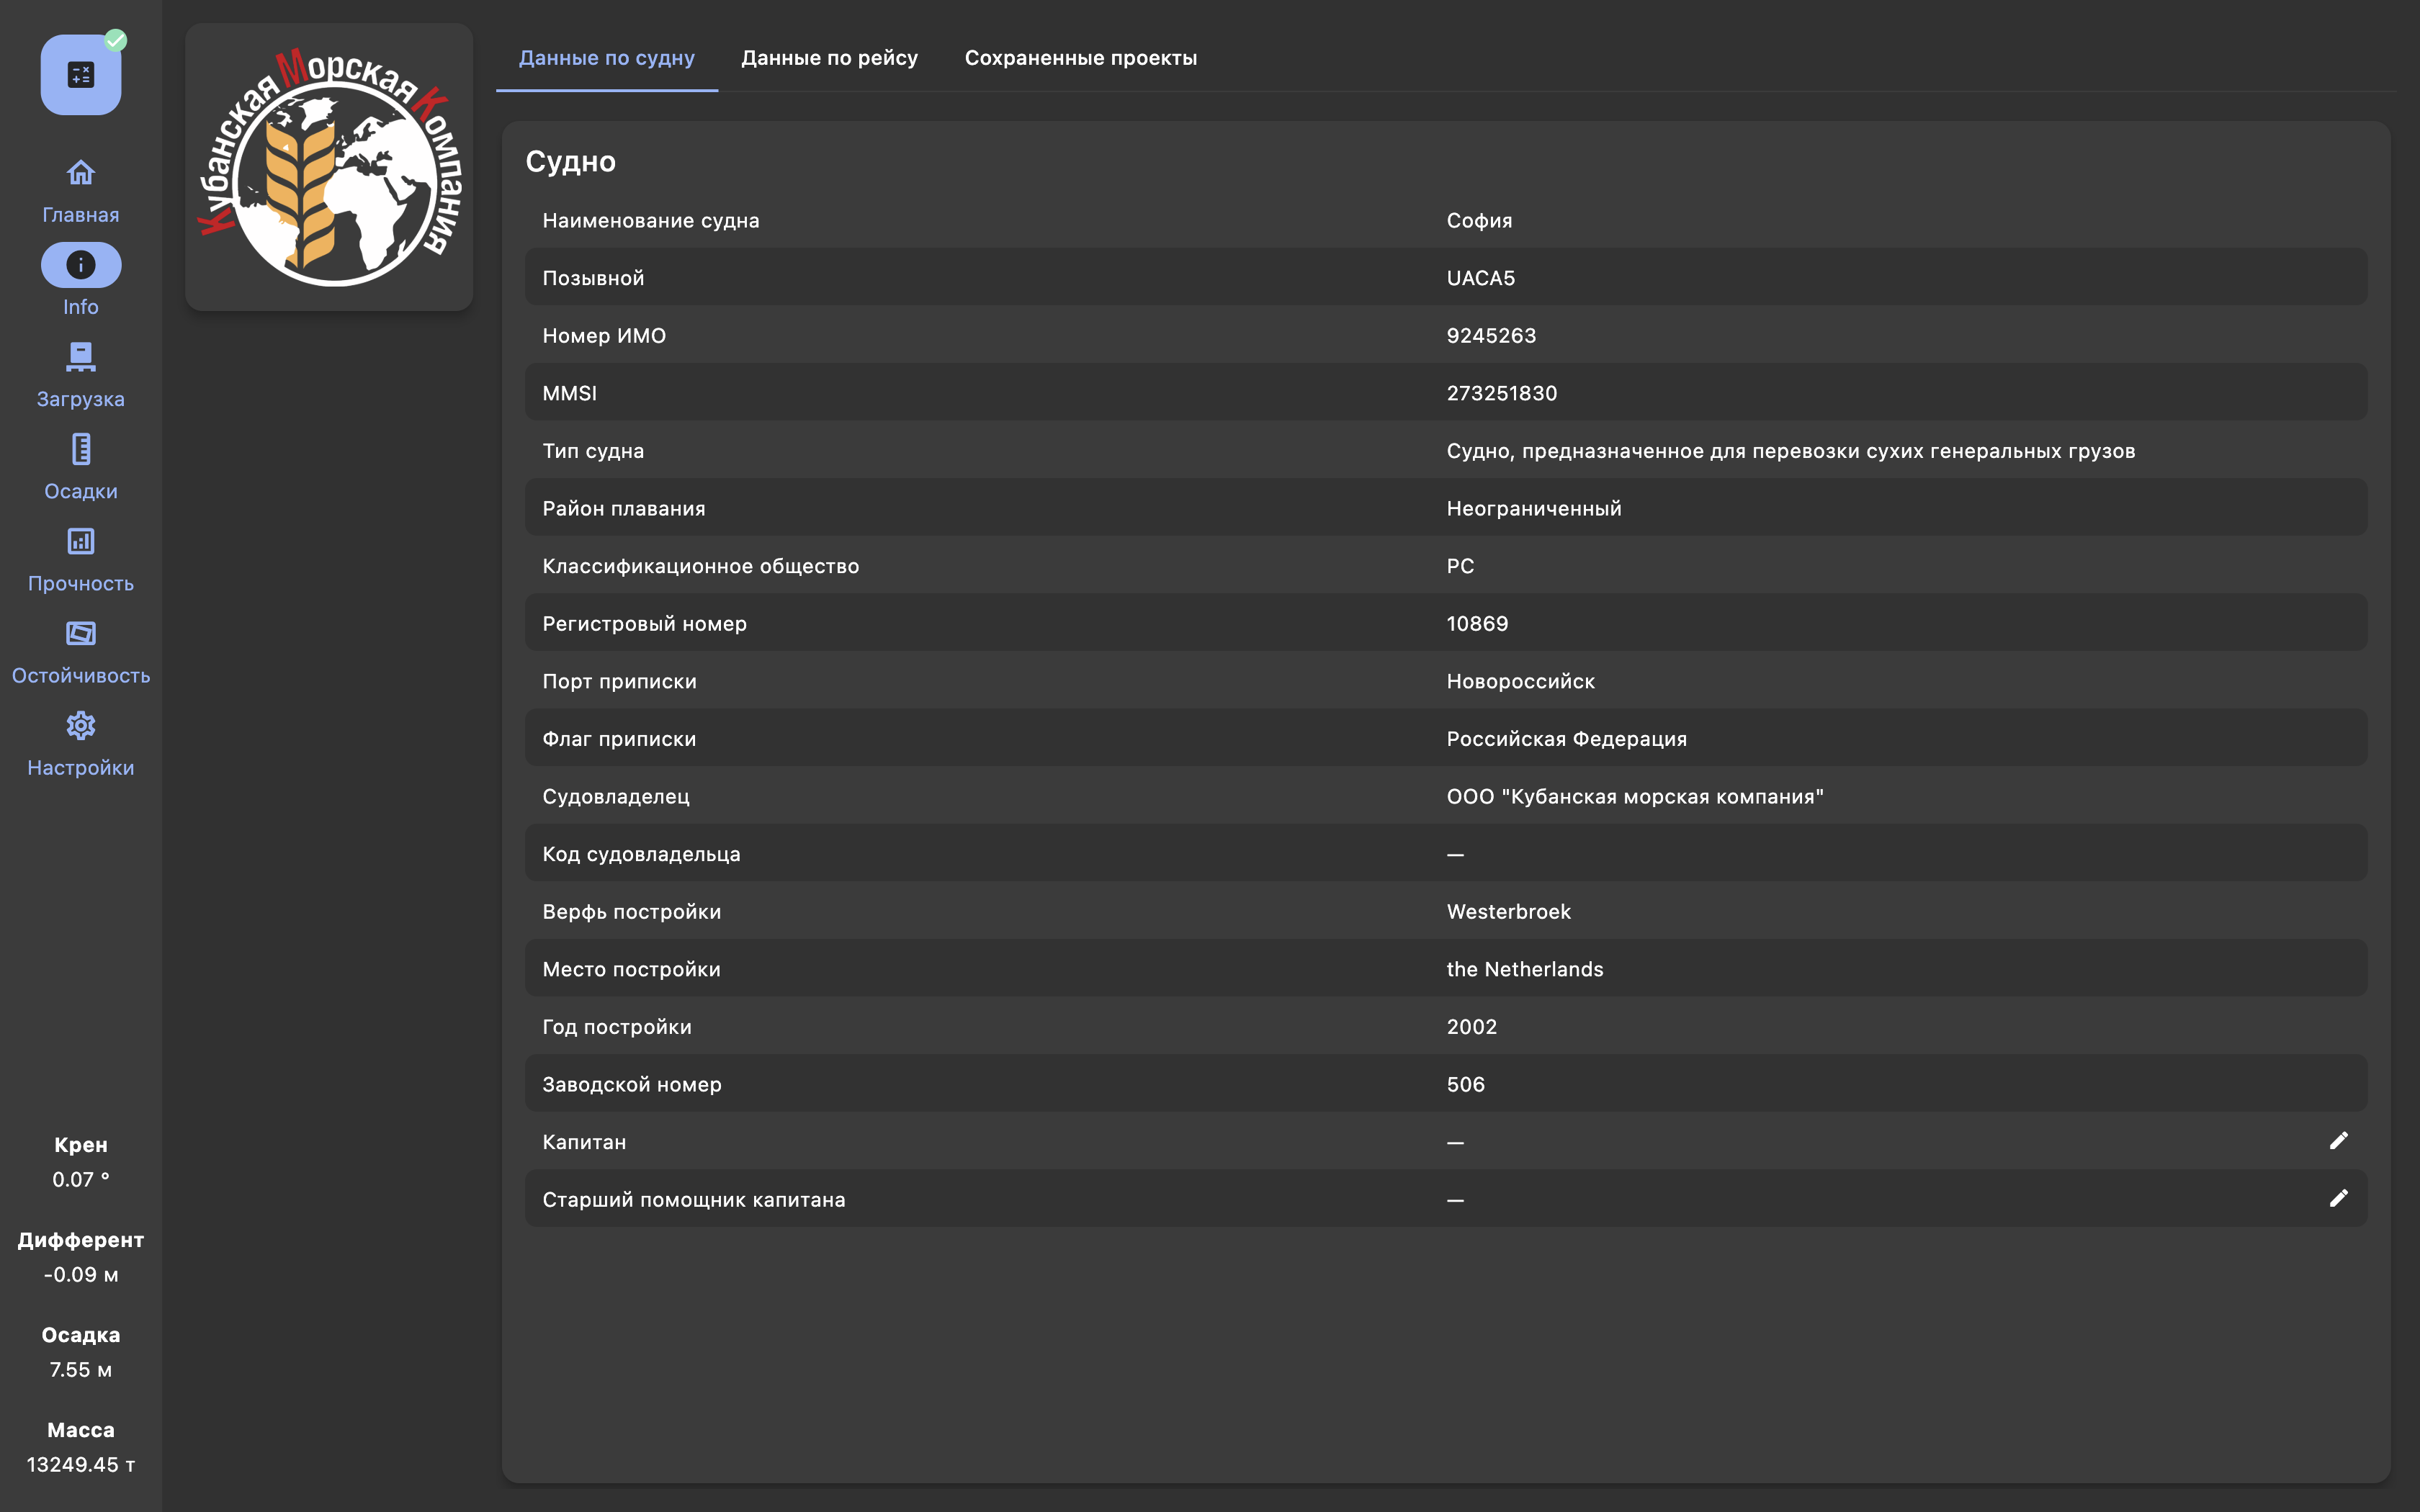 Главная
Info
Загрузка
Осадки
Прочность
Остойчивость
Настройки
Крен
0.07 °
Дифферент
-0.09 м
Осадка
7.55 м
Масса
13249.45 т
Кубанская Морская Компания
Данные по судну Данные по рейсу Сохраненные проекты
Судно
Наименование судна София
Позывной UACA5
Номер ИМО 9245263
MMSI 273251830
Тип судна Судно, предназначенное для перевозки сухих генеральных грузов
Район плавания Неограниченный
Классификационное общество РС
Регистровый номер 10869
Порт приписки Новороссийск
Флаг приписки Российская Федерация
Судовладелец ООО "Кубанская морская компания"
Код судовладельца —
Верфь постройки Westerbroek
Место постройки the Netherlands
Год постройки 2002
Заводской номер 506
Капитан —
Старший помощник капитана —